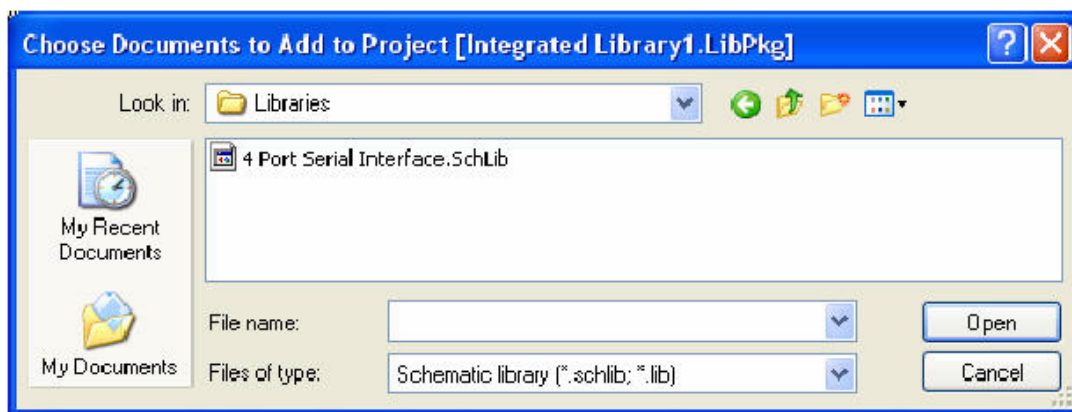 Choose Documents to Add to Project [Integrated Library1.LibPkg]
Look in: Libraries
4 Port Serial Interface.SchLib
My Recent
Documents
My Documents
File name:
Open
Files of type: Schematic library (*.schlib; *.lib)
Cancel